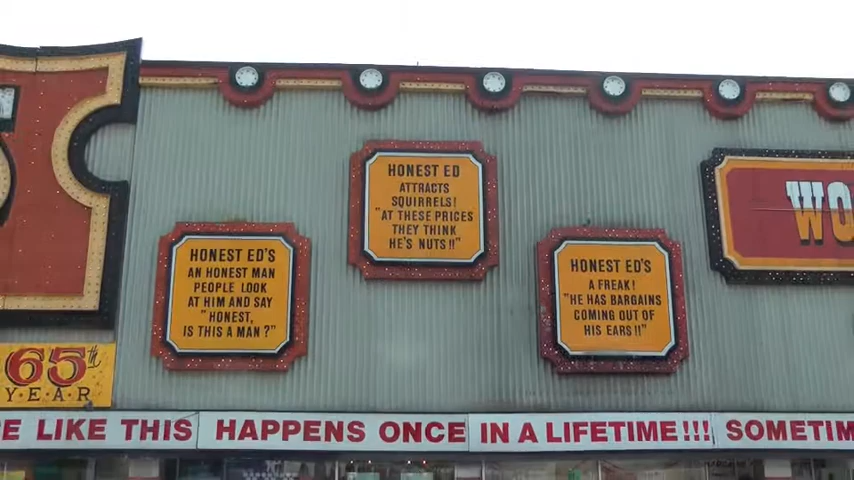 HONEST ED
ATTRACTS
SQUIRRELS!
"AT THESE PRICES
THEY THINK
HE'S NUTS!!"
HONEST ED'S
AN HONEST MAN
PEOPLE LOOK
AT HIM AND SAY
"HONEST,
IS THIS A MAN?"
HONEST ED'S
A FREAK!
"HE HAS BARGAINS
COMING OUT OF
HIS EARS!!"
WO
65th
YEAR
LIKE THIS HAPPENS ONCE IN A LIFETIME!!! SOMETIM